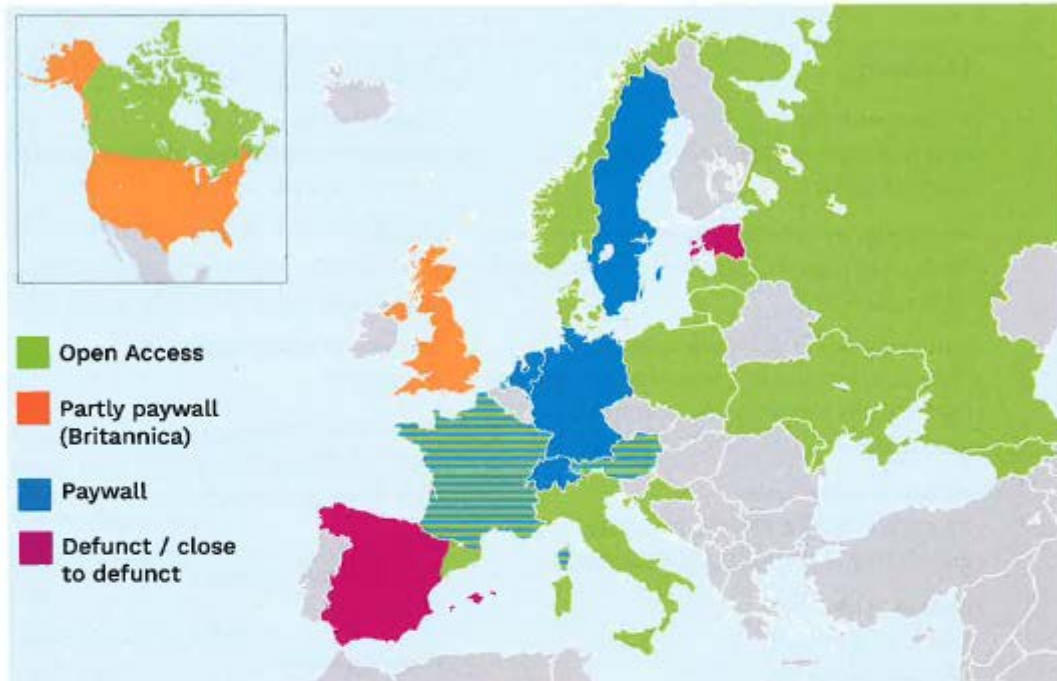 Open Access
Partly paywall
(Britannica)
Paywall
Defunct / close
to defunct